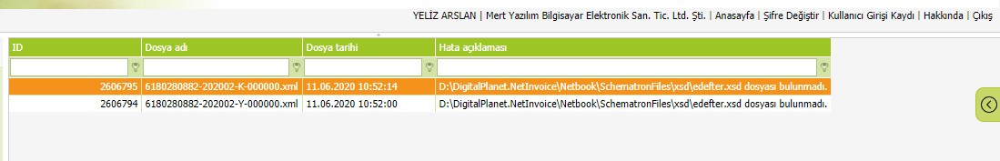 YELİZ ARSLAN | Mert Yazılım Bilgisayar Elektronik San. Tic. Ltd. Şti. | Anasayfa | Şifre Değiştir | Kullanıcı Girişi Kaydı | Hakkında | Çıkış
ID Dosya adı Dosya tarihi Hata açıklaması
2606795 6180280882-202002-K-000000.xml 11.06.2020 10:52:14 D:\DigitalPlanet.NetInvoice\Netbook\SchematronFiles\xsd\edefter.xsd dosyası bulunmadı.
2606794 6180280882-202002-Y-000000.xml 11.06.2020 10:52:00 D:\DigitalPlanet.NetInvoice\Netbook\SchematronFiles\xsd\edefter.xsd dosyası bulunmadı.